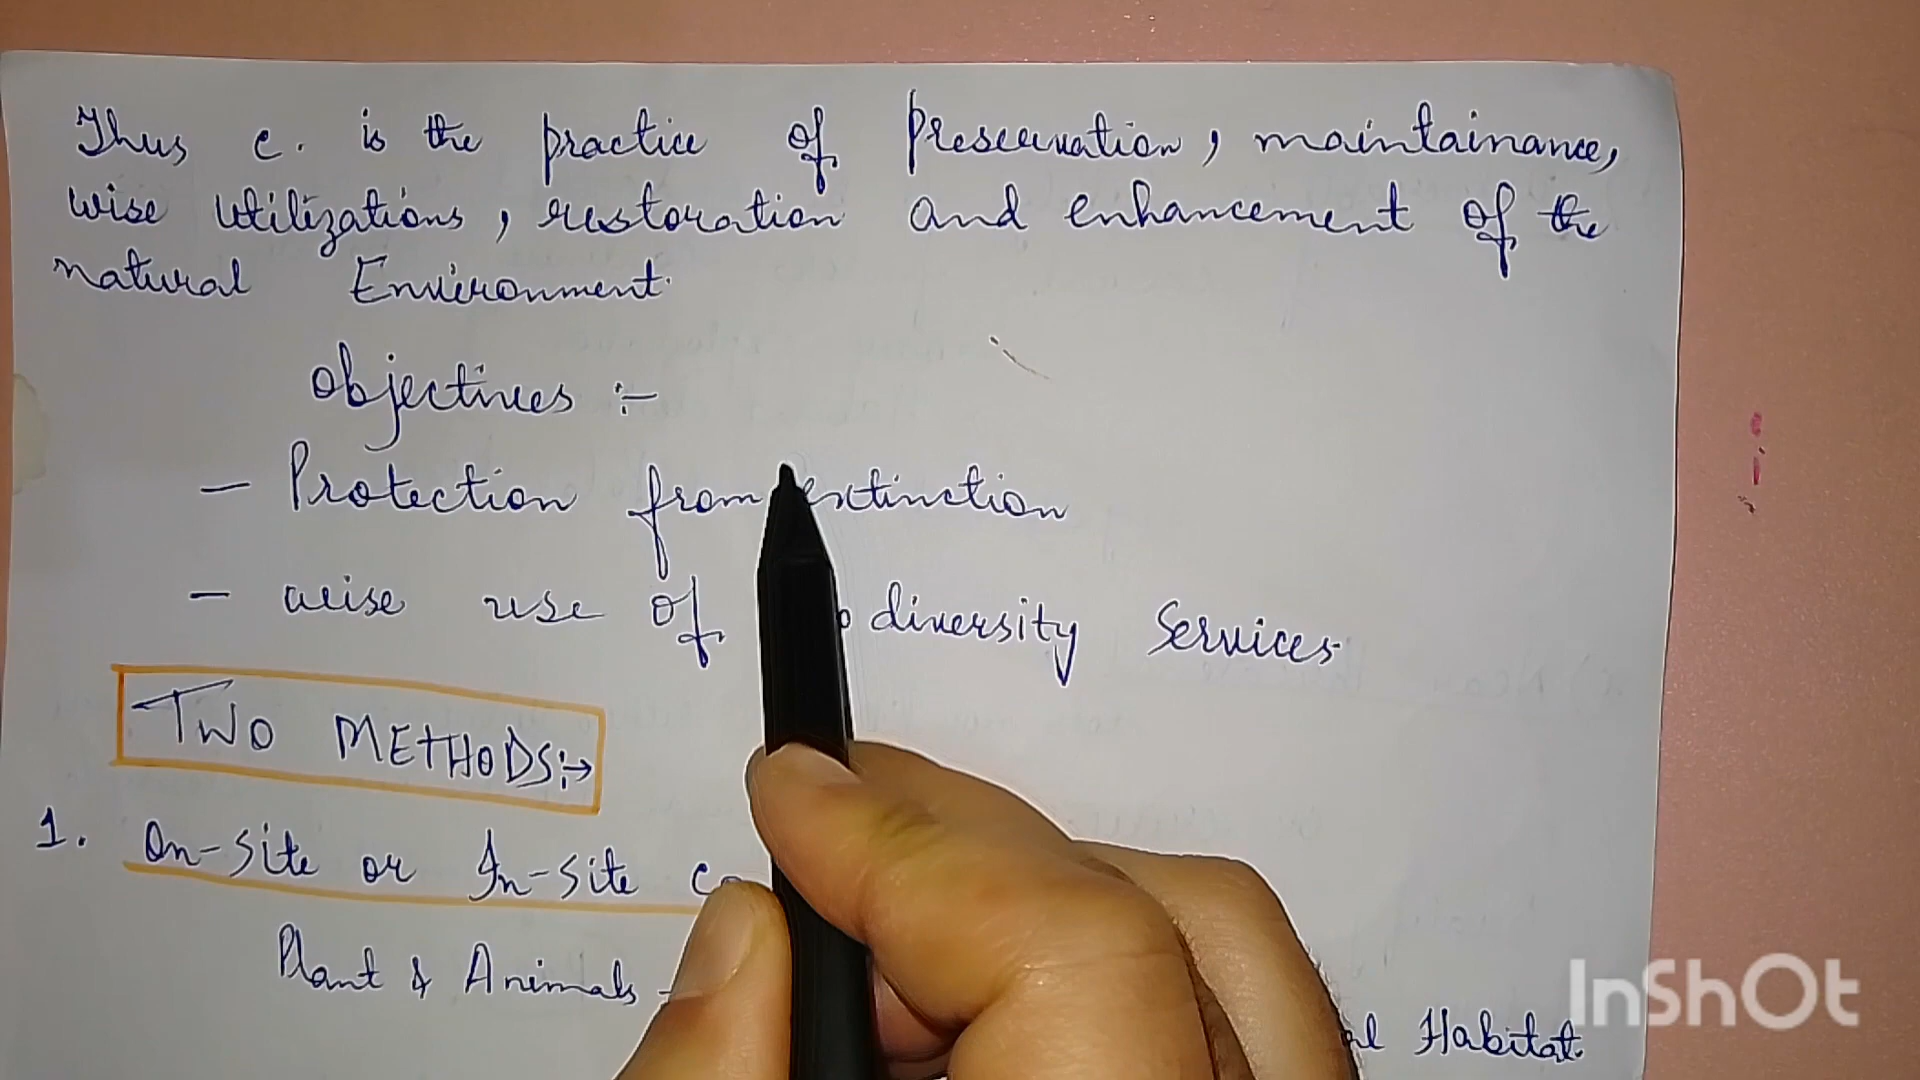 Thus c. is the practice of Preservation, maintainance,
wise utilizations, restoration and enhancement of the
natural Environment.
Objectives :-
- Protection from extinction
- wise use of diversity Services.
TWO METHODS:→
1. On-site or In-site
Plant & Animals -
Habitat.
InShOt